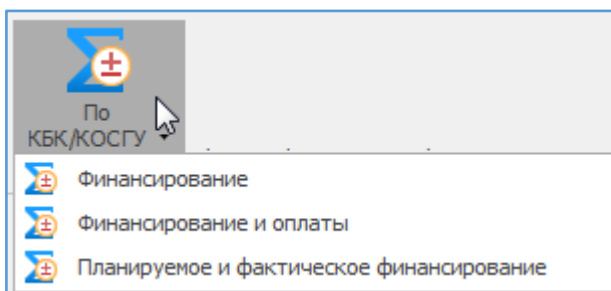 По
КБК/КОСГУ
Финансирование
Финансирование и оплаты
Планируемое и фактическое финансирование